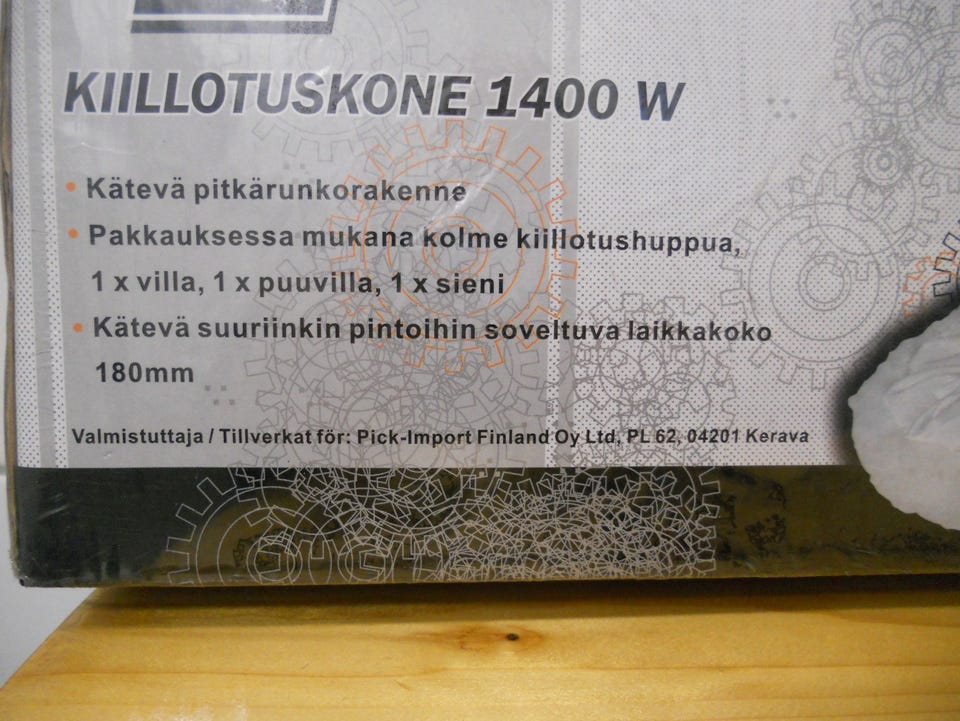 KIILLOTUSKONE 1400 W
• Kätevä pitkärunkorakenne
• Pakkauksessa mukana kolme kiillotushuppua,
1 x villa, 1 x puuvilla, 1 x sieni
• Kätevä suuriinkin pintoihin soveltuva laikkakoko
180mm
Valmistuttaja / Tillverkat för: Pick-Import Finland Oy Ltd, PL 62, 04201 Kerava